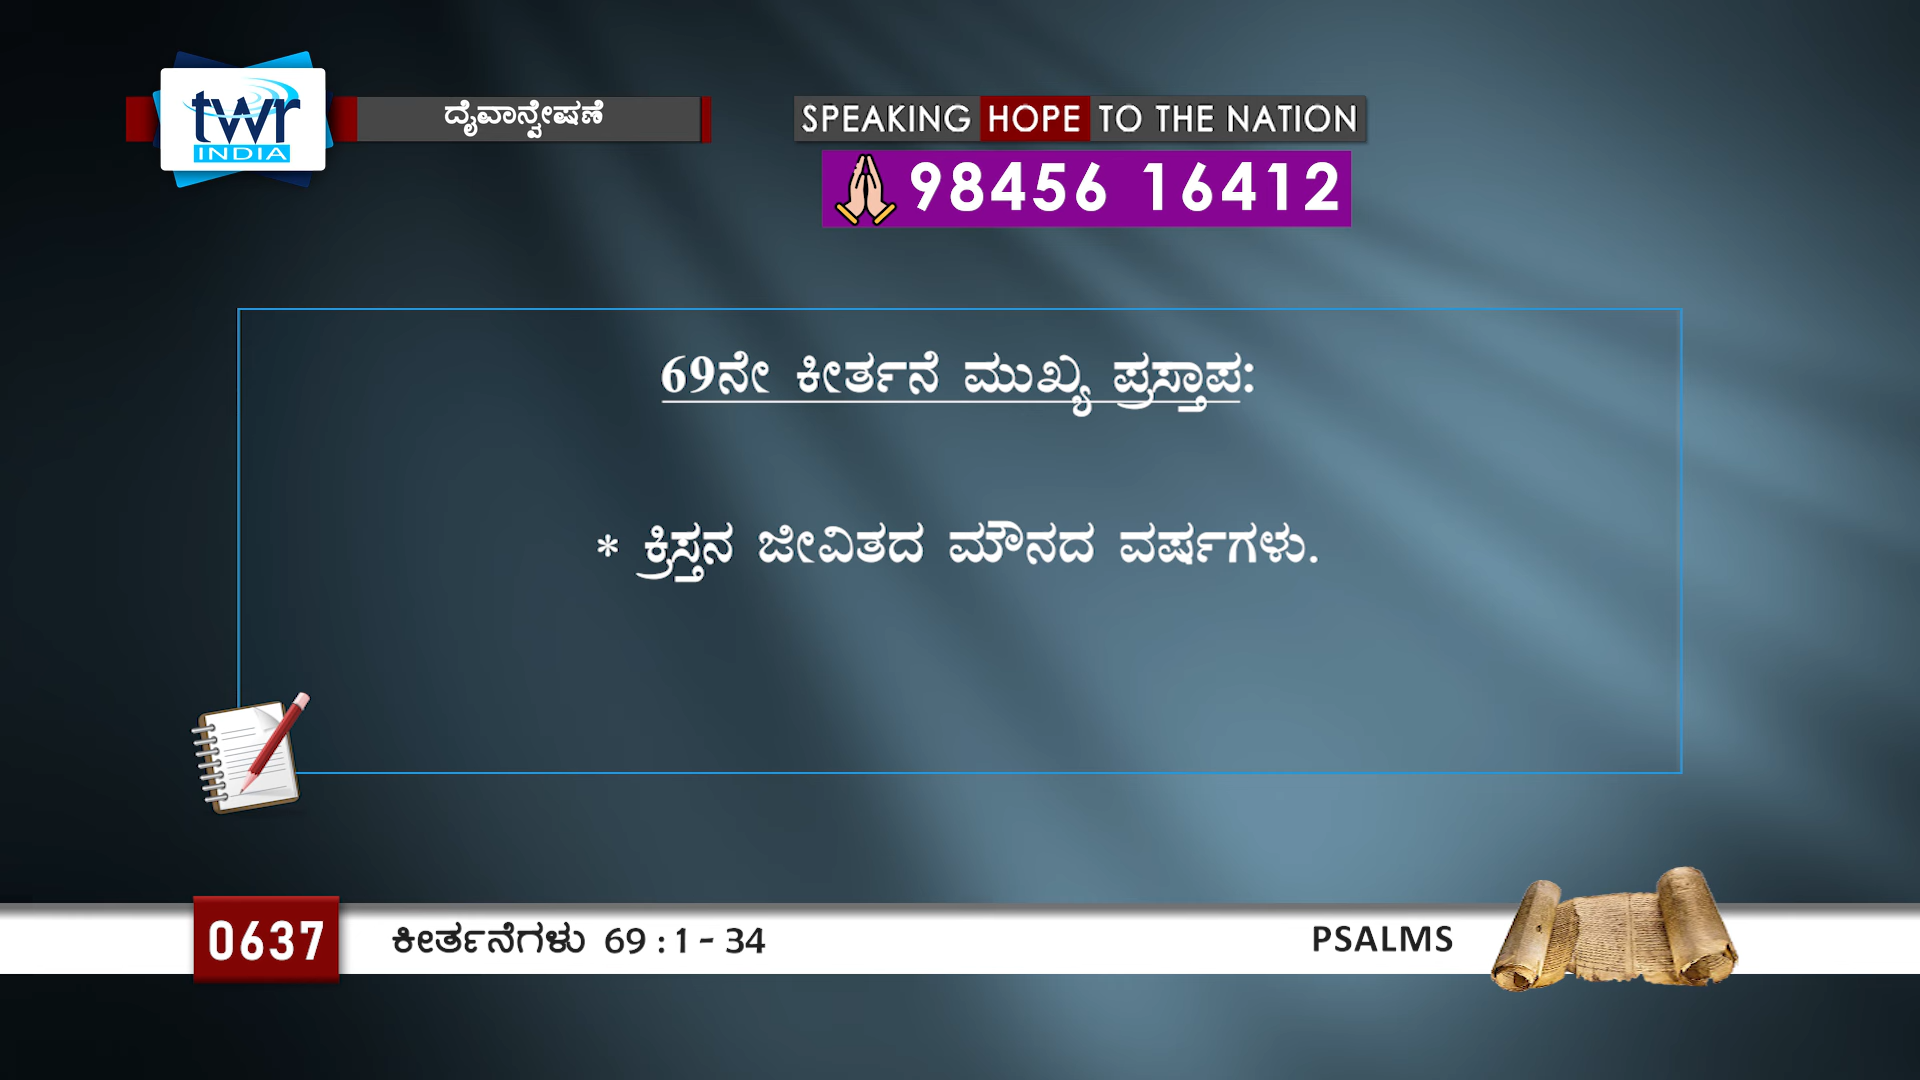 twr
INDIA
ದೈವಾನ್ವೇಷಣೆ
SPEAKING HOPE TO THE NATION
98456 16412
69ನೇ ಕೀರ್ತನೆ ಮುಖ್ಯ ಪ್ರಸ್ತಾಪ:
* ಕ್ರಿಸ್ತನ ಜೀವಿತದ ಮೌನದ ವರ್ಷಗಳು.
0637
ಕೀರ್ತನೆಗಳು 69 : 1 - 34
PSALMS